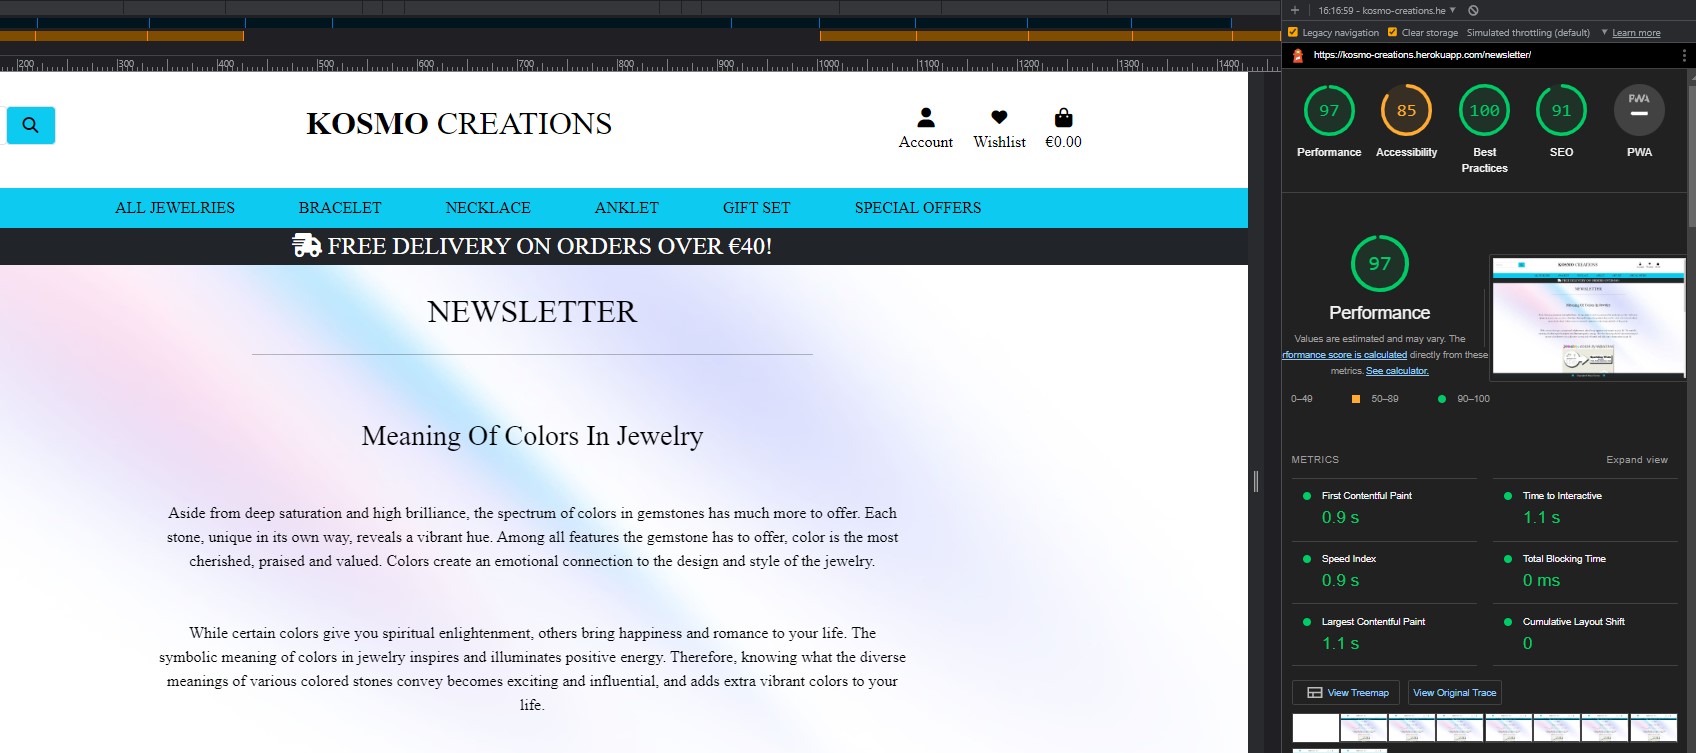 200 300 400 500 600 700 800 900 1000 1100 1200 1300 1400
KOSMO CREATIONS
Account Wishlist €0.00
ALL JEWELRIES BRACELET NECKLACE ANKLET GIFT SET SPECIAL OFFERS
FREE DELIVERY ON ORDERS OVER €40!
NEWSLETTER
Meaning Of Colors In Jewelry
Aside from deep saturation and high brilliance, the spectrum of colors in gemstones has much more to offer. Each
stone, unique in its own way, reveals a vibrant hue. Among all features the gemstone has to offer, color is the most
cherished, praised and valued. Colors create an emotional connection to the design and style of the jewelry.
While certain colors give you spiritual enlightenment, others bring happiness and romance to your life. The
symbolic meaning of colors in jewelry inspires and illuminates positive energy. Therefore, knowing what the diverse
meanings of various colored stones convey becomes exciting and influential, and adds extra vibrant colors to your
life.
16:16:59 - kosmo-creations.he
Legacy navigation Clear storage Simulated throttling (default) Learn more
https://kosmo-creations.herokuapp.com/newsletter/
97 85 100 91 PWA
Performance Accessibility Best Practices SEO PWA
97
Performance
Values are estimated and may vary. The
rformance score is calculated directly from these
metrics. See calculator.
0–49 50–89 90–100
METRICS Expand view
First Contentful Paint Time to Interactive
0.9 s 1.1 s
Speed Index Total Blocking Time
0.9 s 0 ms
Largest Contentful Paint Cumulative Layout Shift
1.1 s 0
View Treemap View Original Trace